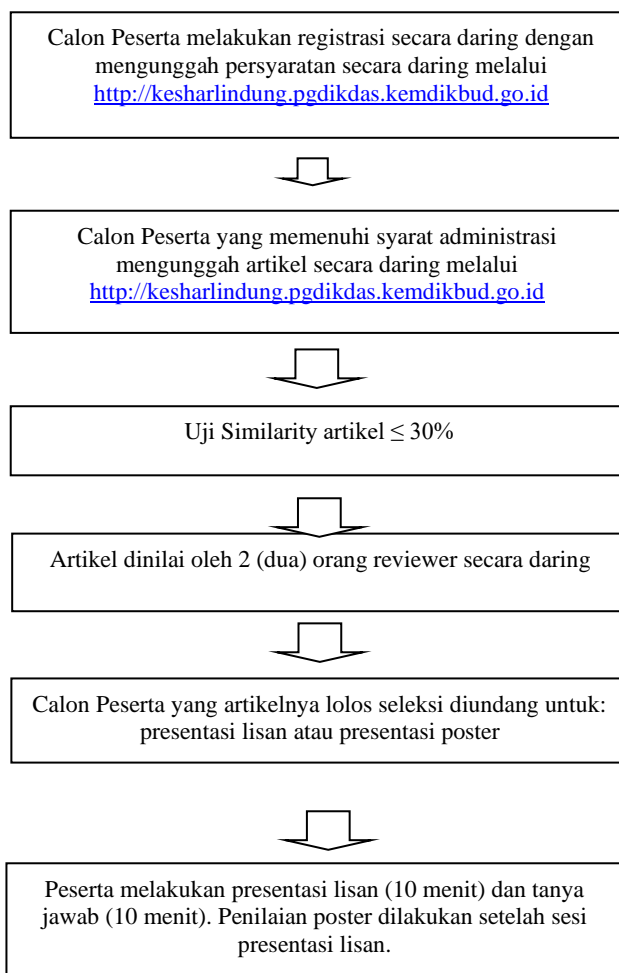 Calon Peserta melakukan registrasi secara daring dengan
mengunggah persyaratan secara daring melalui
http://kesharlindung.pgdikdas.kemdikbud.go.id
Calon Peserta yang memenuhi syarat administrasi
mengunggah artikel secara daring melalui
http://kesharlindung.pgdikdas.kemdikbud.go.id
Uji Similarity artikel ≤ 30%
Artikel dinilai oleh 2 (dua) orang reviewer secara daring
Calon Peserta yang artikelnya lolos seleksi diundang untuk:
presentasi lisan atau presentasi poster
Peserta melakukan presentasi lisan (10 menit) dan tanya
jawab (10 menit). Penilaian poster dilakukan setelah sesi
presentasi lisan.